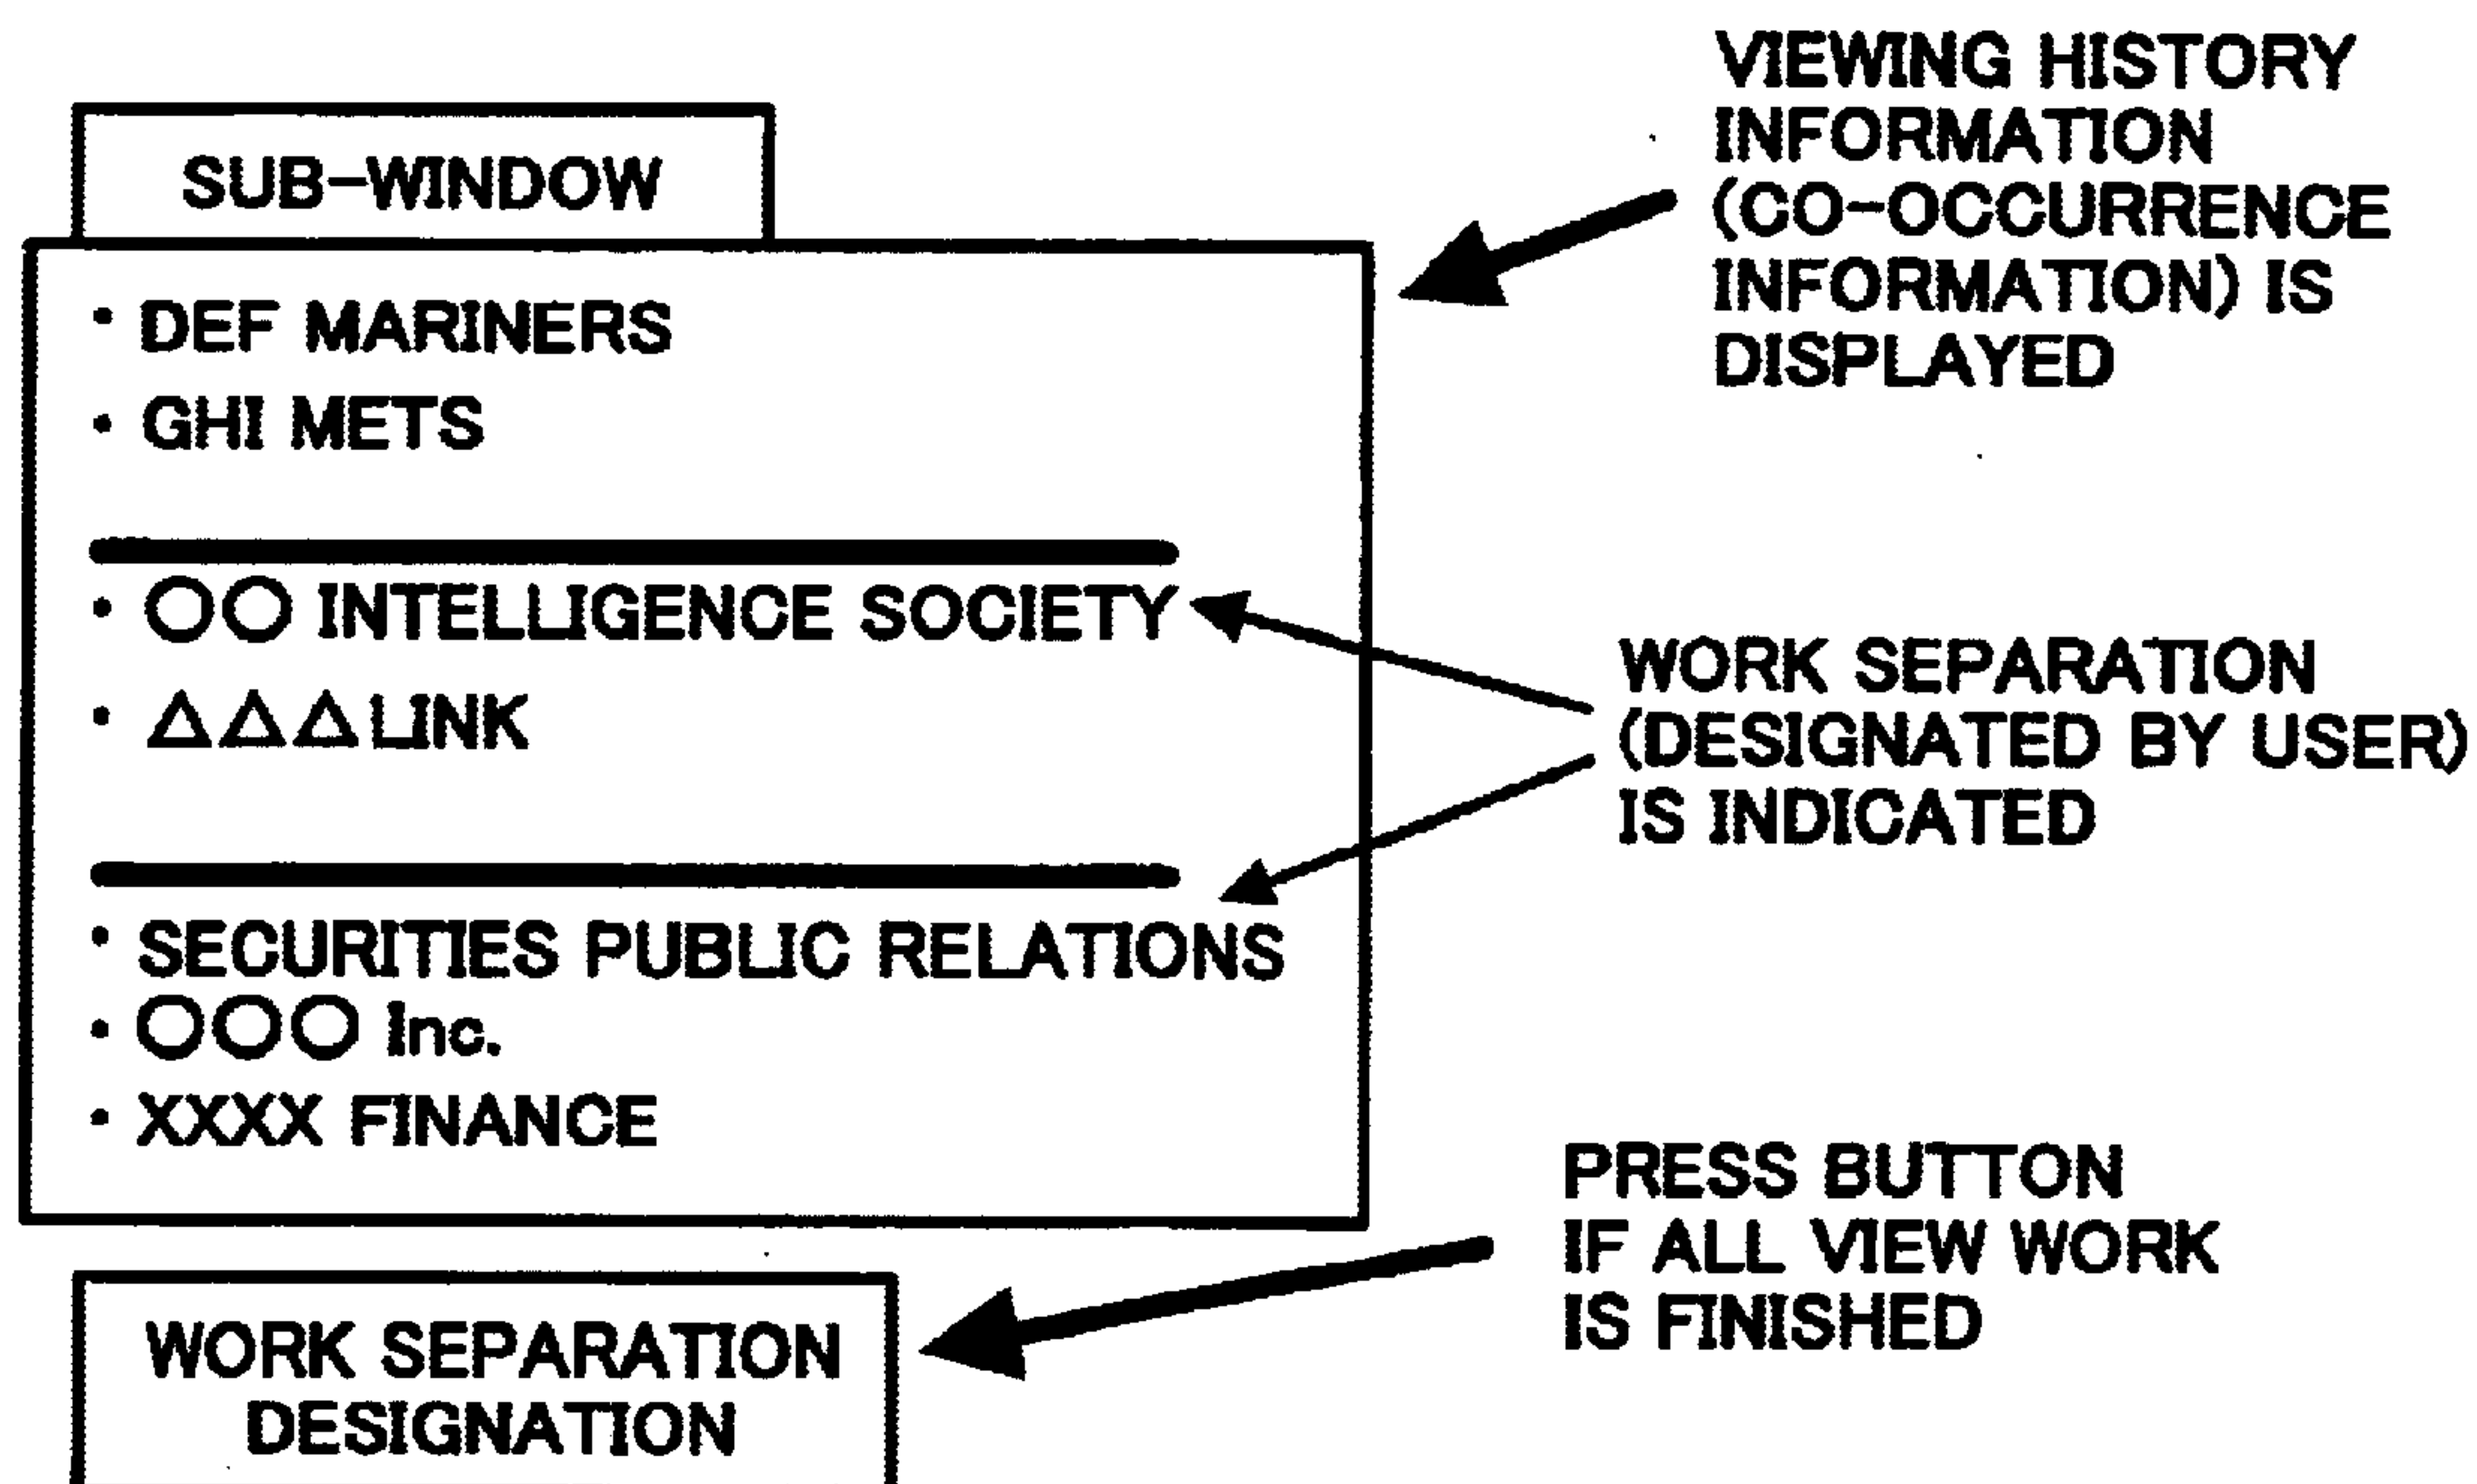 SUB-WINDOW
· DEF MARINERS
· GHI METS
· ○○ INTELLIGENCE SOCIETY
· △△△LINK
· SECURITIES PUBLIC RELATIONS
· ○○○ Inc.
· XXXX FINANCE
WORK SEPARATION
DESIGNATION
VIEWING HISTORY
INFORMATION
(CO-OCCURRENCE
INFORMATION) IS
DISPLAYED
WORK SEPARATION
(DESIGNATED BY USER)
IS INDICATED
PRESS BUTTON
IF ALL VIEW WORK
IS FINISHED